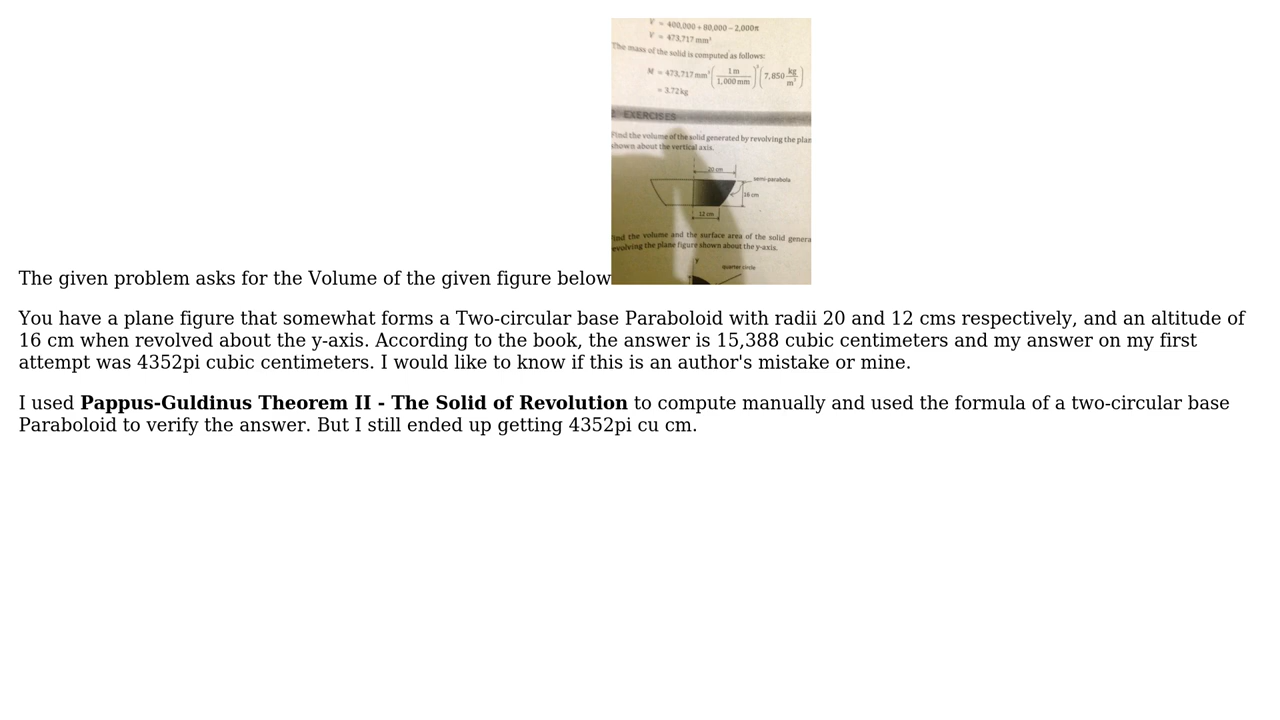 V = 400,000 + 80,000 – 2,000π
V = 473,717 mm³
The mass of the solid is computed as follows:
M = 473,717 mm³ (1 m / 1,000 mm)³ (7,850 kg / m³)
= 3.72 kg
EXERCISES
Find the volume of the solid generated by revolving the plan
shown about the vertical axis.
20 cm
semi-parabola
16 cm
12 cm
find the volume and the surface area of the solid genera
evolving the plane figure shown about the y-axis.
Y
quarter circle
The given problem asks for the Volume of the given figure below
You have a plane figure that somewhat forms a Two-circular base Paraboloid with radii 20 and 12 cms respectively, and an altitude of
16 cm when revolved about the y-axis. According to the book, the answer is 15,388 cubic centimeters and my answer on my first
attempt was 4352pi cubic centimeters. I would like to know if this is an author's mistake or mine.
I used Pappus-Guldinus Theorem II - The Solid of Revolution to compute manually and used the formula of a two-circular base
Paraboloid to verify the answer. But I still ended up getting 4352pi cu cm.